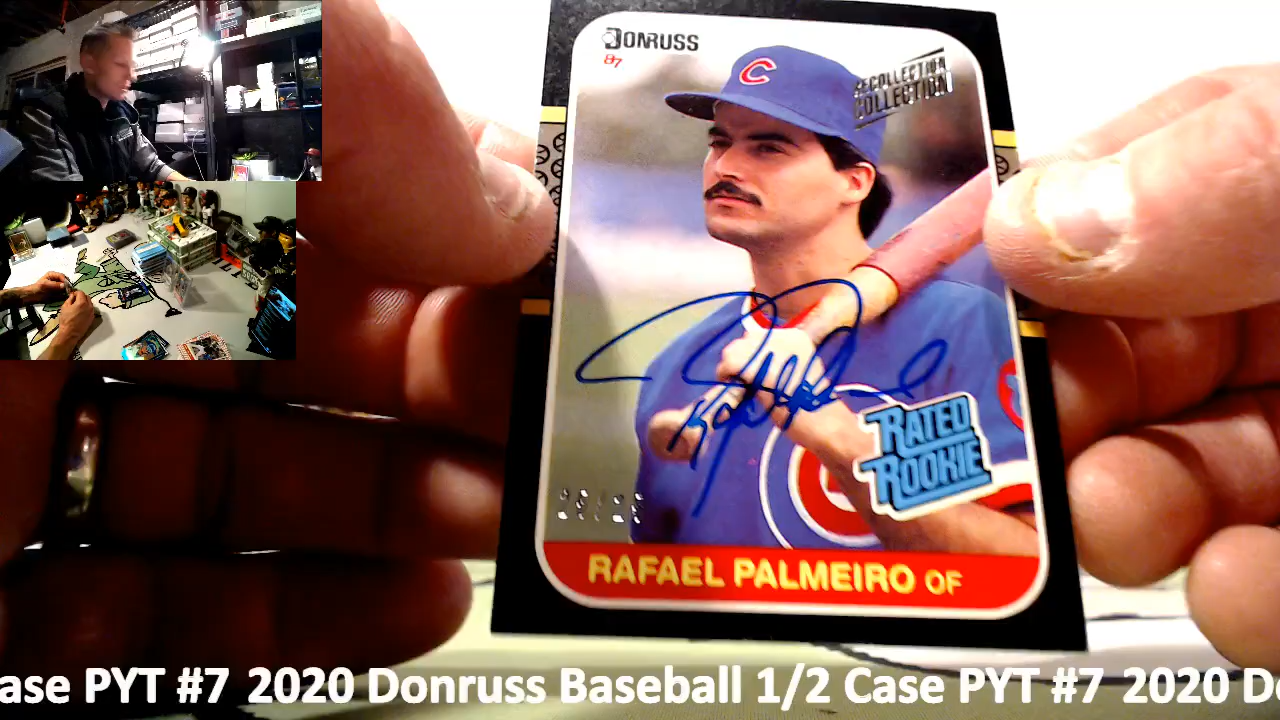 DONRUSS
87
RECOLLECTION
COLLECTION
C
RATED
ROOKIE
RAFAEL PALMEIRO OF
ase PYT #7 2020 Donruss Baseball 1/2 Case PYT #7 2020 Do